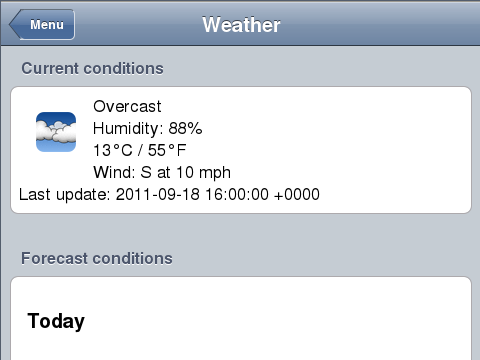 Menu
Weather
Current conditions
Overcast
Humidity: 88%
13°C / 55°F
Wind: S at 10 mph
Last update: 2011-09-18 16:00:00 +0000
Forecast conditions
Today